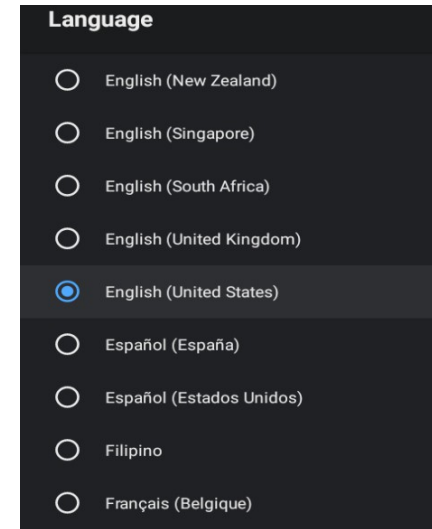 Language
English (New Zealand)
English (Singapore)
English (South Africa)
English (United Kingdom)
English (United States)
Español (España)
Español (Estados Unidos)
Filipino
Français (Belgique)